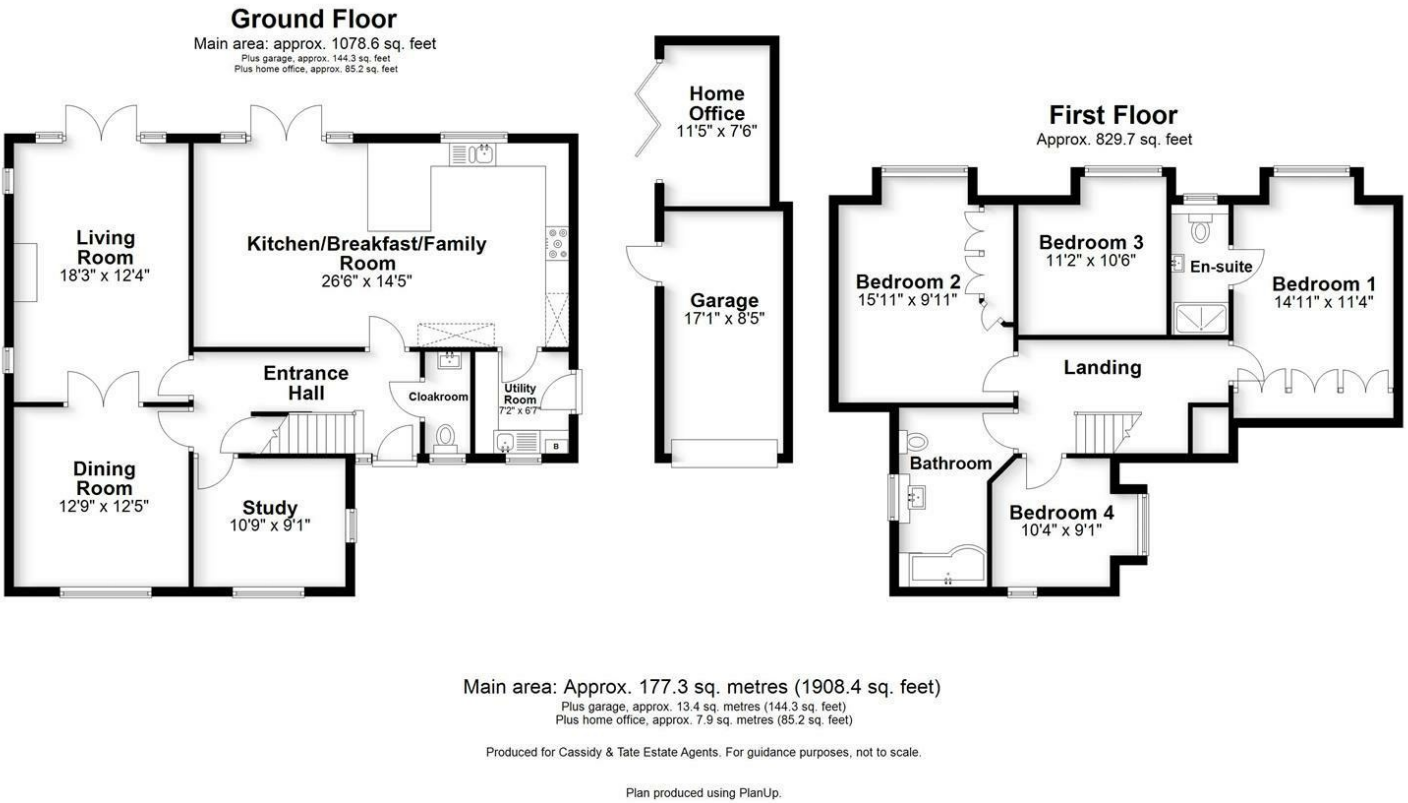 Ground Floor
Main area: approx. 1078.6 sq. feet
Plus garage, approx. 144.3 sq. feet
Plus home office, approx. 85.2 sq. feet
Living
Room
18'3" x 12'4"
Kitchen/Breakfast/Family
Room
26'6" x 14'5"
Entrance
Hall
Cloakroom
Utility
Room
7'2" x 6'7"
B
Dining
Room
12'9" x 12'5"
Study
10'9" x 9'1"
Home
Office
11'5" x 7'6"
Garage
17'1" x 8'5"
First Floor
Approx. 829.7 sq. feet
Bedroom 2
15'11" x 9'11"
Bedroom 3
11'2" x 10'6"
En-suite
Bedroom 1
14'11" x 11'4"
Landing
Bathroom
Bedroom 4
10'4" x 9'1"
Main area: Approx. 177.3 sq. metres (1908.4 sq. feet)
Plus garage, approx. 13.4 sq. metres (144.3 sq. feet)
Plus home office, approx. 7.9 sq. metres (85.2 sq. feet)
Produced for Cassidy & Tate Estate Agents. For guidance purposes, not to scale.
Plan produced using PlanUp.